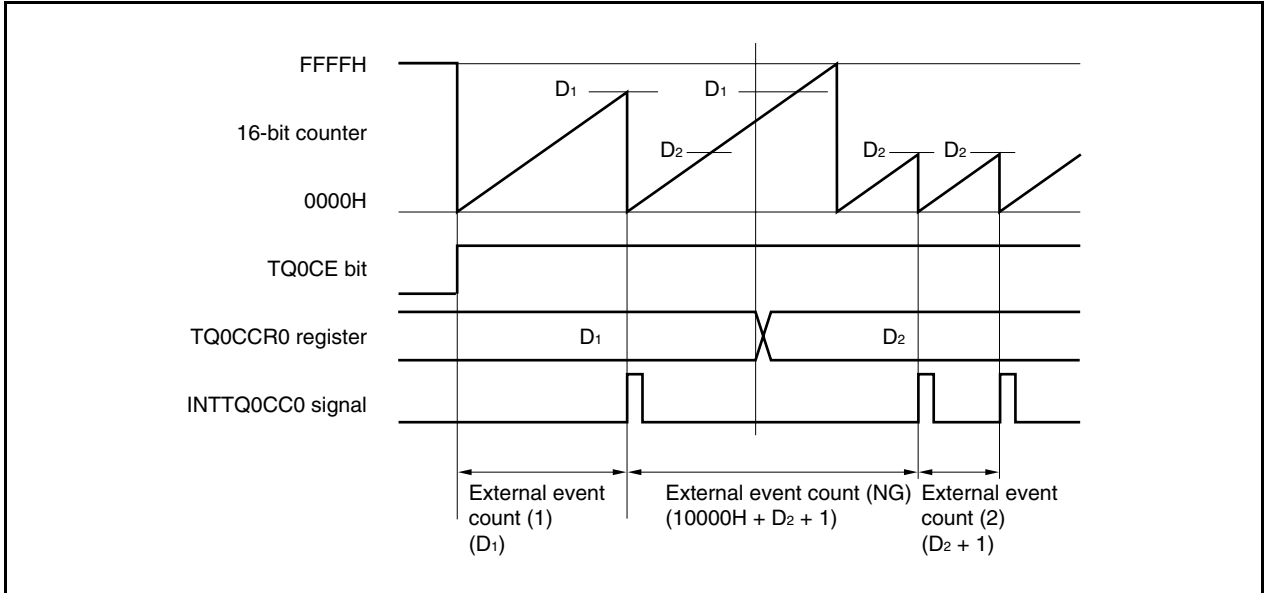 FFFFH
D1
D1
16-bit counter
D2
D2
D2
0000H
TQ0CE bit
TQ0CCR0 register
D1
D2
INTTQ0CC0 signal
External event
count (1)
(D1)
External event count (NG)
(10000H + D2 + 1)
External event
count (2)
(D2 + 1)